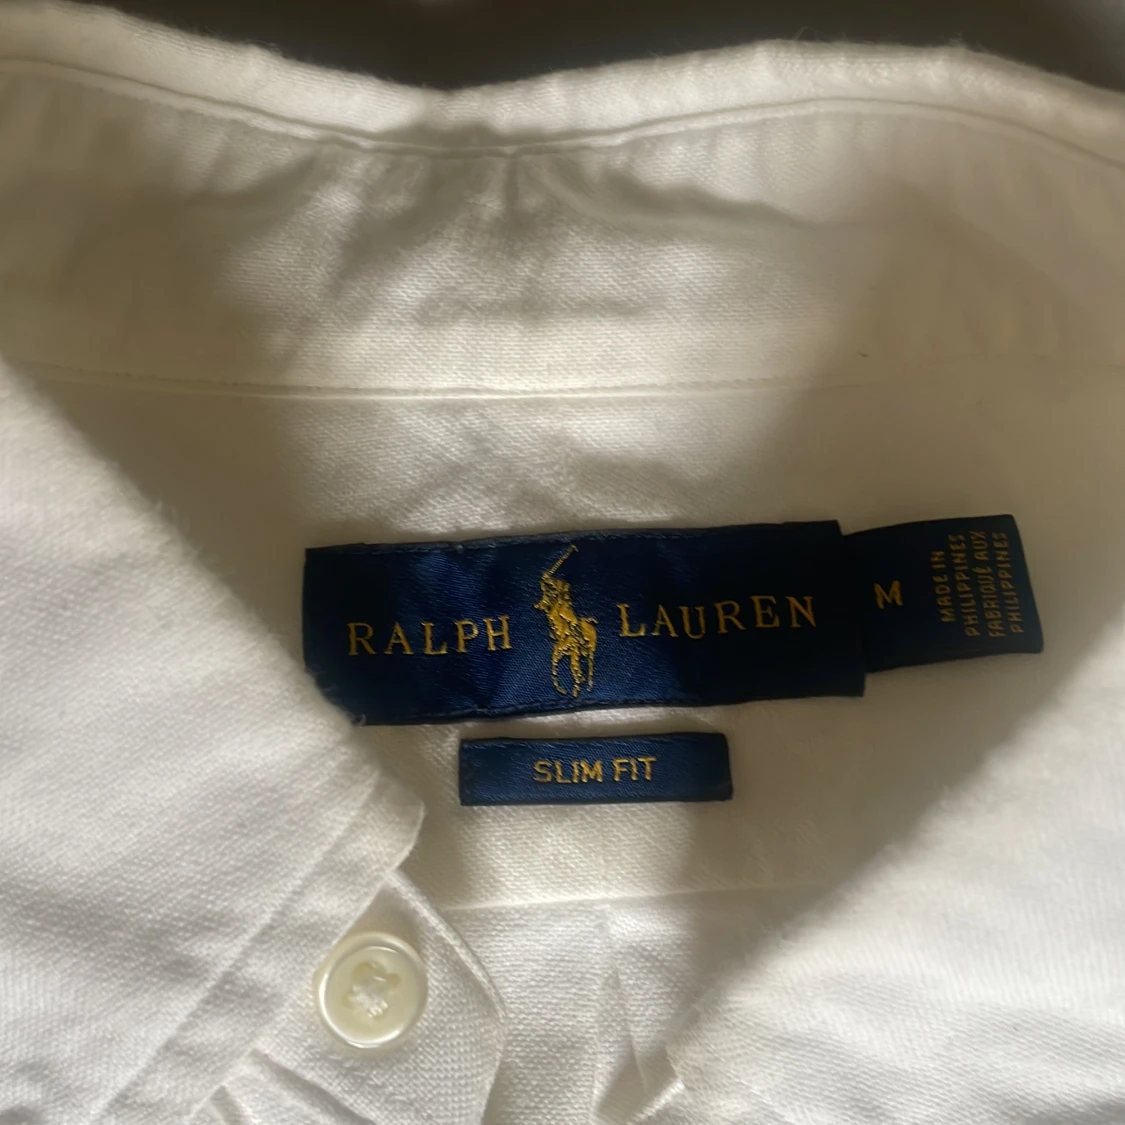 RALPH LAUREN
M
MADE IN
PHILIPPINES
FABRIQUÉ AUX
PHILIPPINES
SLIM FIT